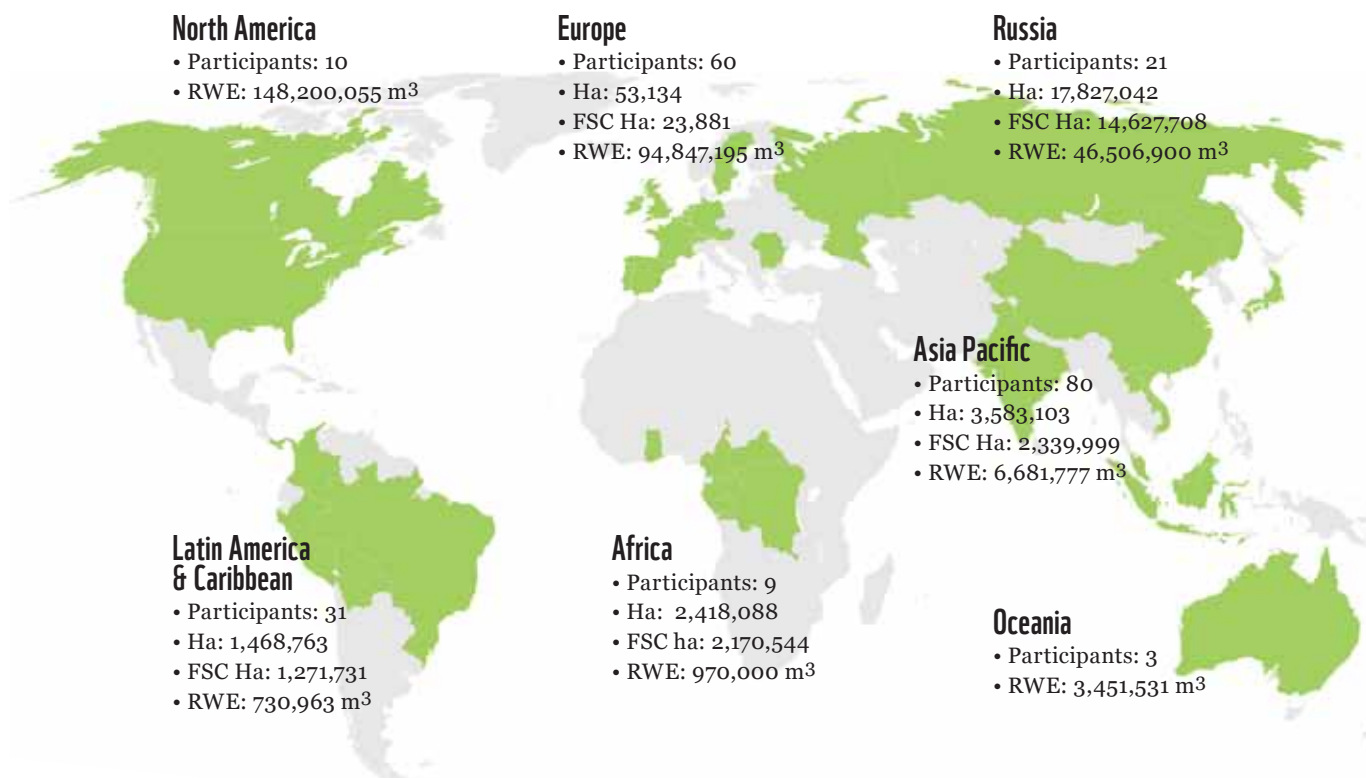 North America
• Participants: 10
• RWE: 148,200,055 m³
Europe
• Participants: 60
• Ha: 53,134
• FSC Ha: 23,881
• RWE: 94,847,195 m³
Russia
• Participants: 21
• Ha: 17,827,042
• FSC Ha: 14,627,708
• RWE: 46,506,900 m³
Asia Pacific
• Participants: 80
• Ha: 3,583,103
• FSC Ha: 2,339,999
• RWE: 6,681,777 m³
Latin America
& Caribbean
• Participants: 31
• Ha: 1,468,763
• FSC Ha: 1,271,731
• RWE: 730,963 m³
Africa
• Participants: 9
• Ha: 2,418,088
• FSC ha: 2,170,544
• RWE: 970,000 m³
Oceania
• Participants: 3
• RWE: 3,451,531 m³